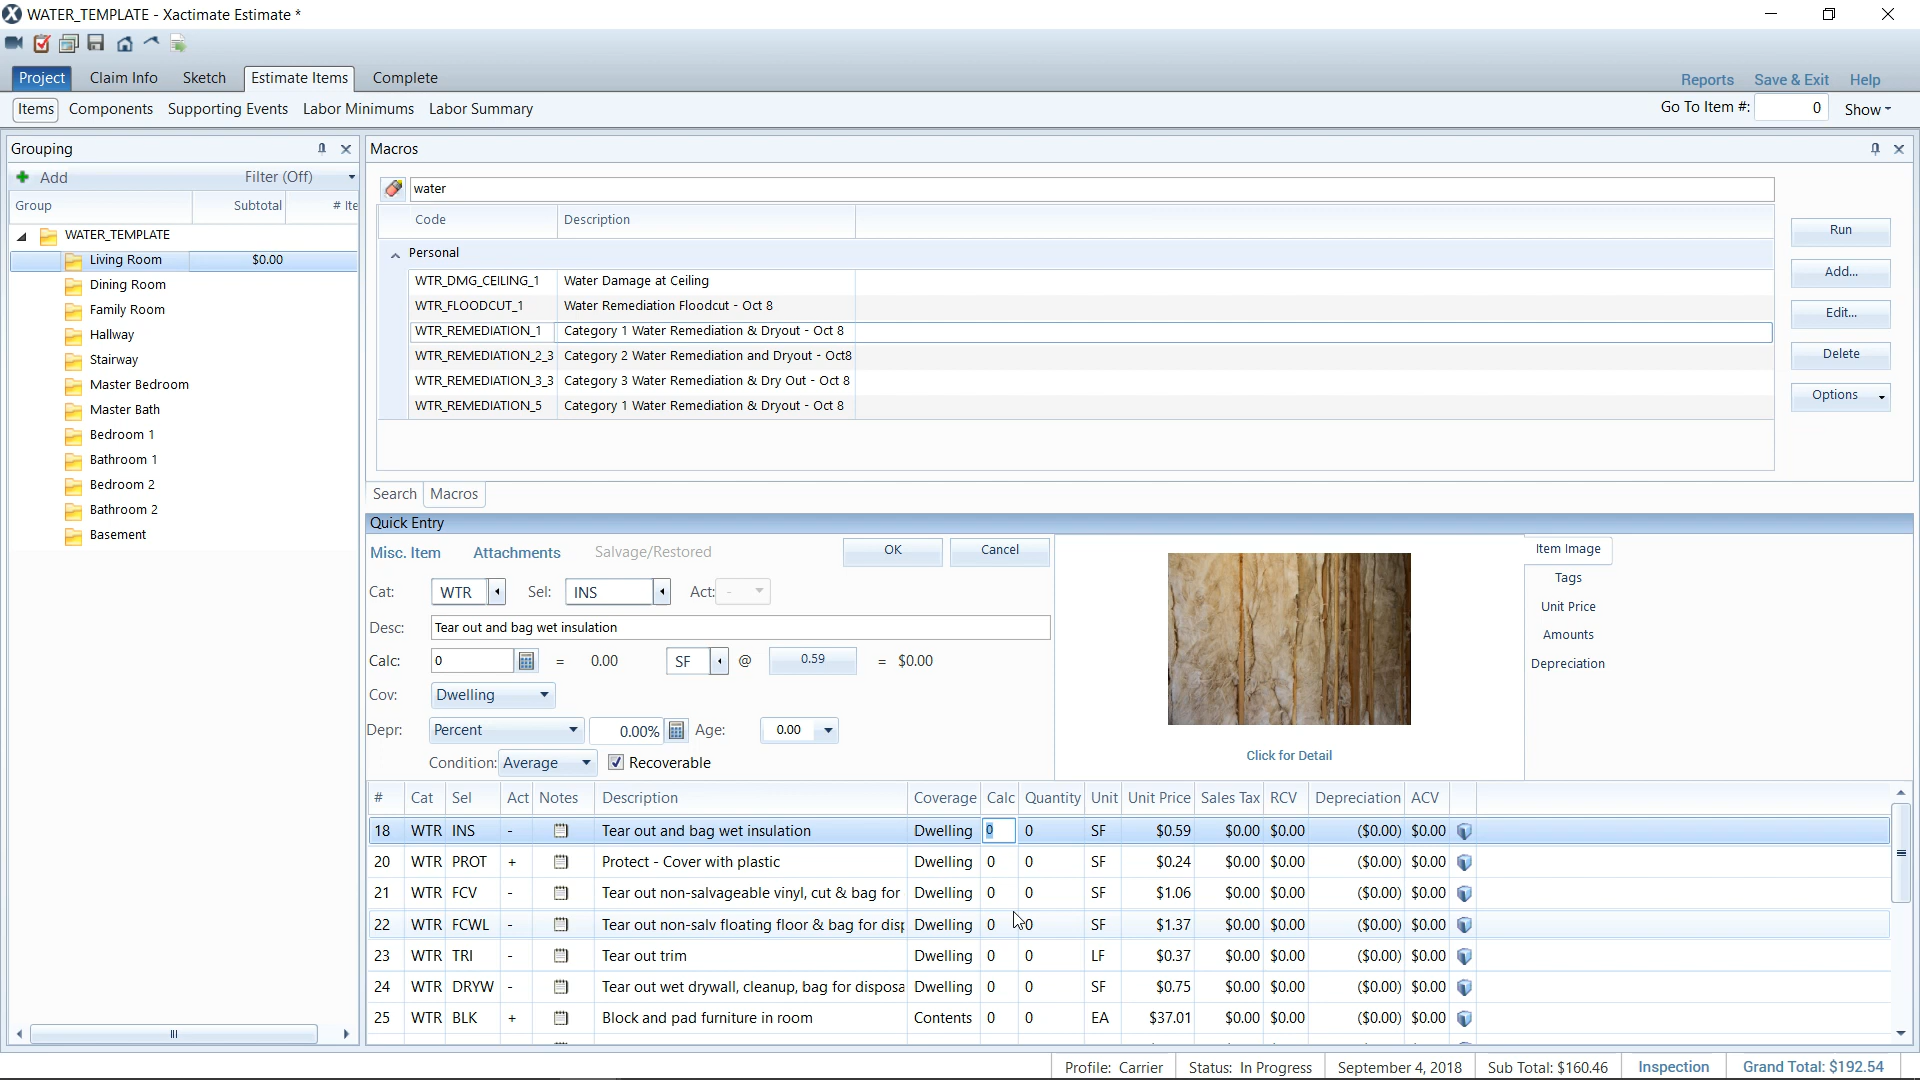 WATER_TEMPLATE - Xactimate Estimate *
Project Claim Info Sketch Estimate Items Complete Reports Save & Exit Help
Items Components Supporting Events Labor Minimums Labor Summary Go To Item #: 0 Show
Grouping
Add Filter (Off)
Group Subtotal # Ite
WATER_TEMPLATE
Living Room $0.00
Dining Room
Family Room
Hallway
Stairway
Master Bedroom
Master Bath
Bedroom 1
Bathroom 1
Bedroom 2
Bathroom 2
Basement
Macros
water
Code Description
Personal
WTR_DMG_CEILING_1 Water Damage at Ceiling
WTR_FLOODCUT_1 Water Remediation Floodcut - Oct 8
WTR_REMEDIATION_1 Category 1 Water Remediation & Dryout - Oct 8
WTR_REMEDIATION_2_3 Category 2 Water Remediation and Dryout - Oct8
WTR_REMEDIATION_3_3 Category 3 Water Remediation & Dry Out - Oct 8
WTR_REMEDIATION_5 Category 1 Water Remediation & Dryout - Oct 8
Run
Add...
Edit...
Delete
Options
Search Macros
Quick Entry
Misc. Item Attachments Salvage/Restored OK Cancel
Cat: WTR Sel: INS Act: -
Desc: Tear out and bag wet insulation
Calc: 0 = 0.00 SF @ 0.59 = $0.00
Cov: Dwelling
Depr: Percent 0.00% Age: 0.00
Condition: Average Recoverable
Click for Detail
Item Image
Tags
Unit Price
Amounts
Depreciation
# Cat Sel Act Notes Description Coverage Calc Quantity Unit Unit Price Sales Tax RCV Depreciation ACV
18 WTR INS - Tear out and bag wet insulation Dwelling 0 0 SF $0.59 $0.00 $0.00 ($0.00) $0.00
20 WTR PROT + Protect - Cover with plastic Dwelling 0 0 SF $0.24 $0.00 $0.00 ($0.00) $0.00
21 WTR FCV - Tear out non-salvageable vinyl, cut & bag for Dwelling 0 0 SF $1.06 $0.00 $0.00 ($0.00) $0.00
22 WTR FCWL - Tear out non-salv floating floor & bag for disp Dwelling 0 0 SF $1.37 $0.00 $0.00 ($0.00) $0.00
23 WTR TRI - Tear out trim Dwelling 0 0 LF $0.37 $0.00 $0.00 ($0.00) $0.00
24 WTR DRYW - Tear out wet drywall, cleanup, bag for disposa Dwelling 0 0 SF $0.75 $0.00 $0.00 ($0.00) $0.00
25 WTR BLK + Block and pad furniture in room Contents 0 0 EA $37.01 $0.00 $0.00 ($0.00) $0.00
Profile: Carrier Status: In Progress September 4, 2018 Sub Total: $160.46 Inspection Grand Total: $192.54